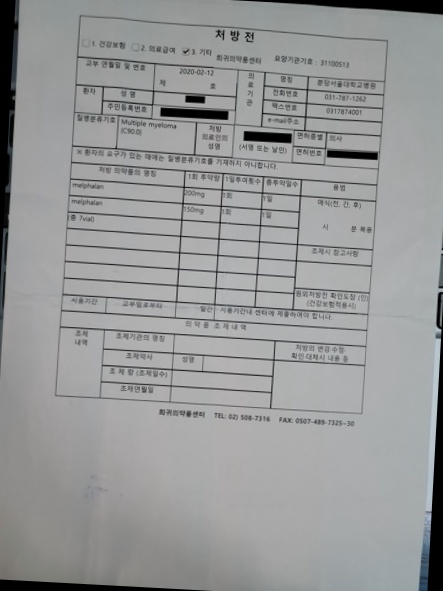 처 방 전
1. 건강보험 2. 의료급여 ✔3. 기타 희귀의약품센터 요양기관기호 : 31100513
교부 연월일 및 번호 2020-02-12 제 호
의료기관 명칭 분당서울대학교병원
전화번호 031-787-1262
팩스번호 0317874001
e-mail주소
환자 성 명
주민등록번호
질병분류기호 Multiple myeloma (C90.0) 처방 의료인의 성명 (서명 또는 날인) 면허종별 의사
면허번호
※ 환자의 요구가 있는 때에는 질병분류기호를 기재하지 아니합니다.
처방 의약품의 명칭 1회 투약량 1일투여횟수 총투약일수 용법
melphalan 200mg 1회 1일 매식(전, 간, 후)
melphalan 150mg 1회 1일 시 분 복용
(총 7vial)
조제시 참고사항
원외처방전 확인도장 (인)
(건강보험적용시)
사용기간 교부일로부터 일간 사용기간내 센터에 제출하여야 합니다.
의 약 품 조 제 내 역
조제 내역 조제기관의 명칭 처방의 변경·수정· 확인·대체시 내용 등
조제약사 성명
조 제 량 (조제일수)
조제연월일
희귀의약품센터 TEL: 02) 508-7316 FAX: 0507-489-7325~30